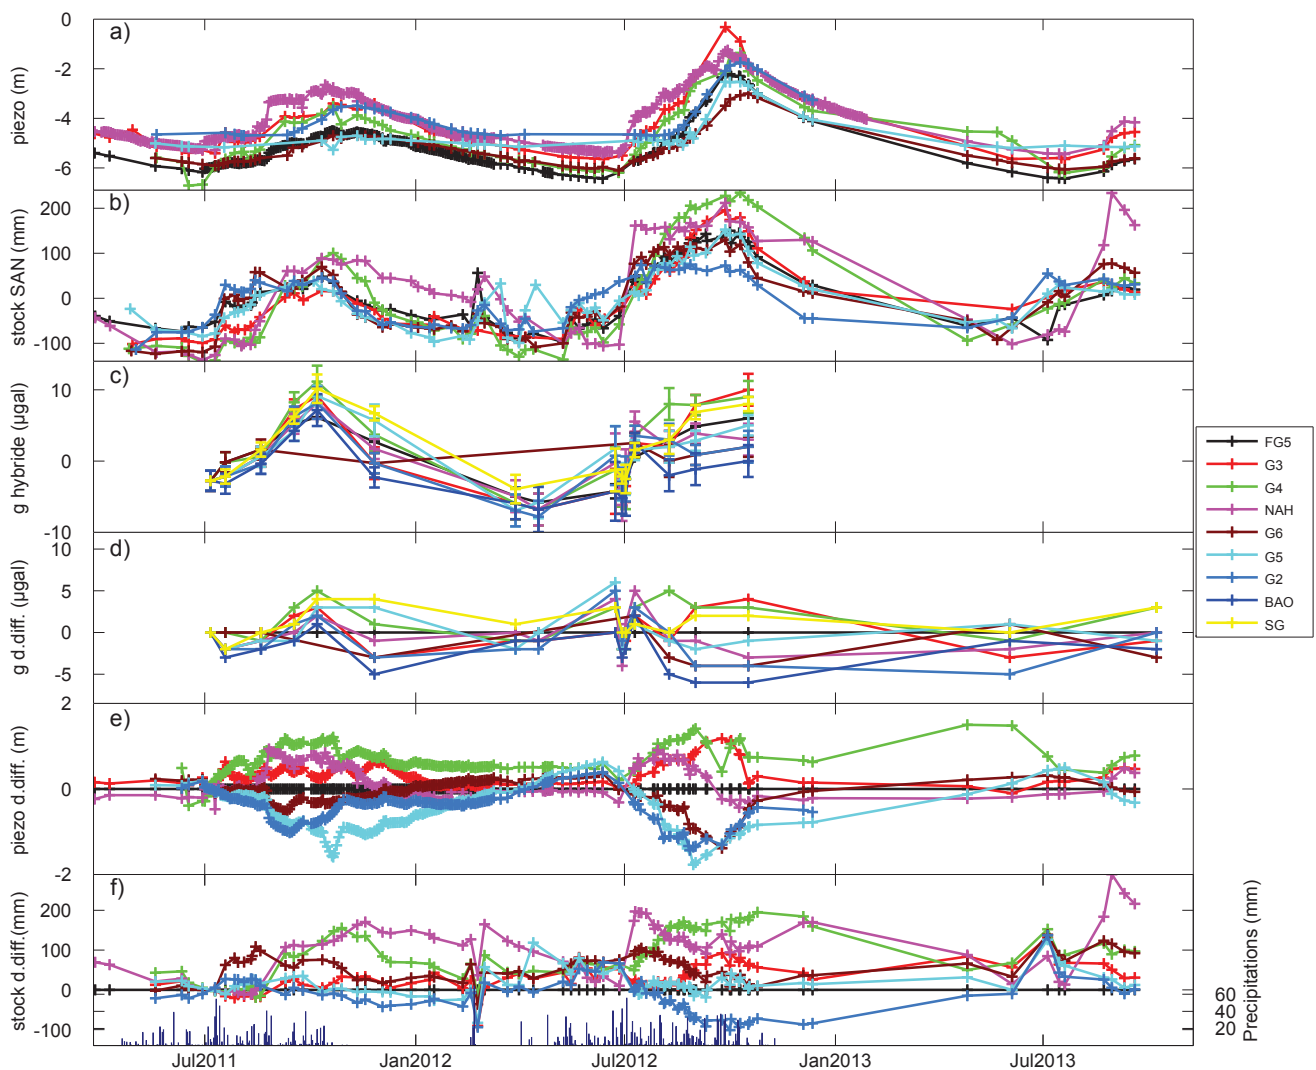 a)
piezo (m)
0
-2
-4
-6
b)
stock SAN (mm)
200
100
0
-100
c)
g hybride (µgal)
10
0
-10
d)
g d.diff. (µgal)
10
5
0
-5
e)
piezo d.diff. (m)
2
0
-2
f)
stock d.diff.(mm)
200
100
0
-100
Precipitations (mm)
60
40
20
Jul2011
Jan2012
Jul2012
Jan2013
Jul2013
FG5
G3
G4
NAH
G6
G5
G2
BAO
SG